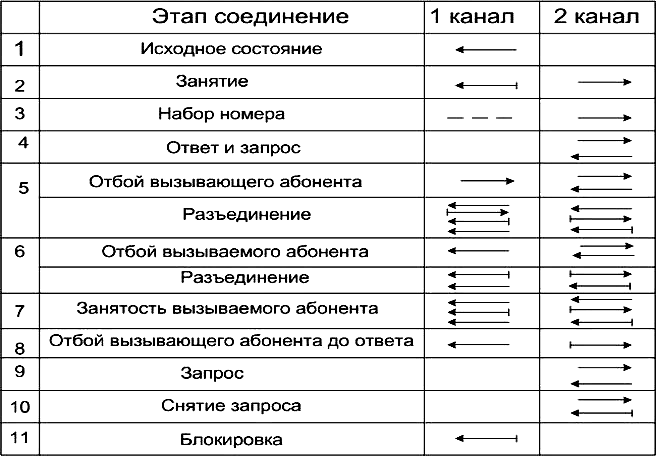 Этап соединение 1 канал 2 канал
1 Исходное состояние
2 Занятие
3 Набор номера
4 Ответ и запрос
5 Отбой вызывающего абонента
Разъединение
6 Отбой вызываемого абонента
Разъединение
7 Занятость вызываемого абонента
8 Отбой вызывающего абонента до ответа
9 Запрос
10 Снятие запроса
11 Блокировка